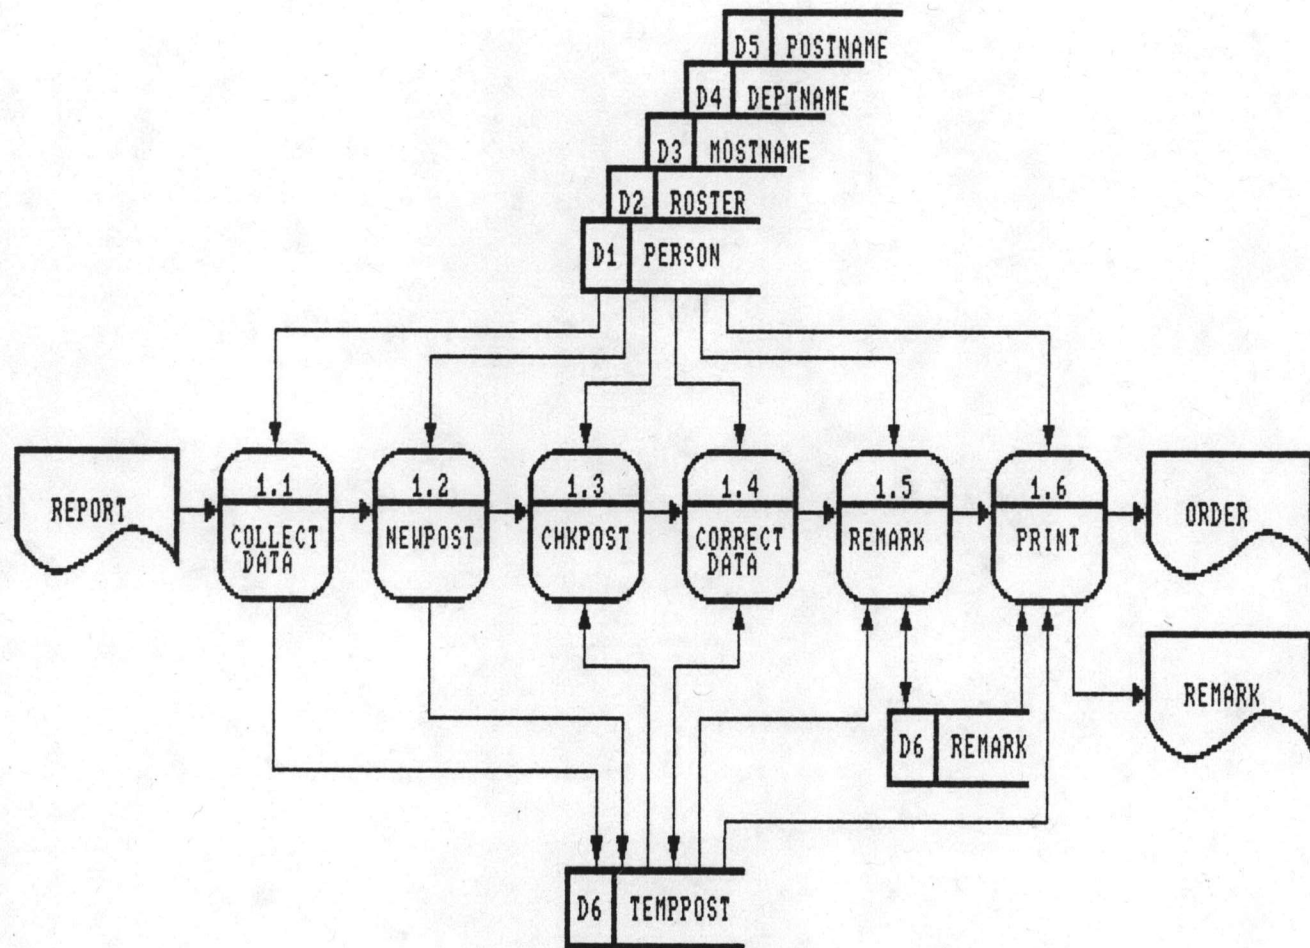 D5 POSTNAME
D4 DEPTNAME
D3 MOSTNAME
D2 ROSTER
D1 PERSON
REPORT
1.1
COLLECT
DATA
1.2
NEWPOST
1.3
CHKPOST
1.4
CORRECT
DATA
1.5
REMARK
1.6
PRINT
ORDER
REMARK
D6 REMARK
D6 TEMPPOST